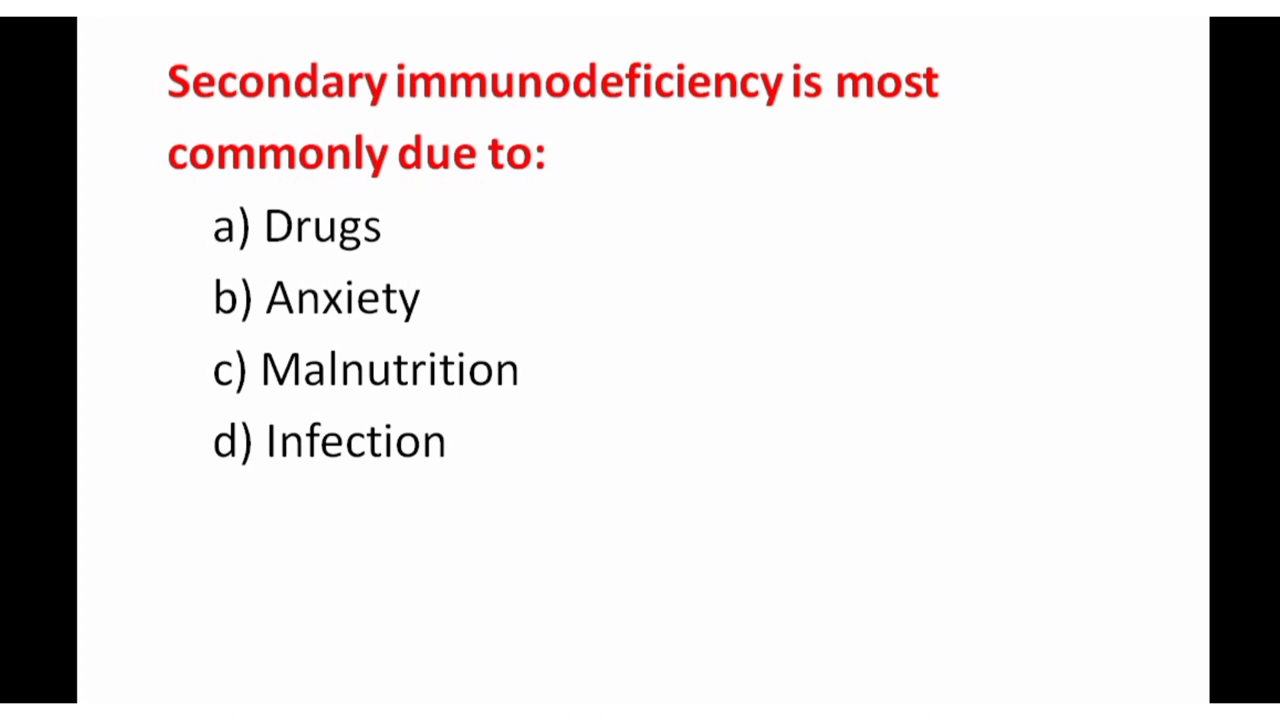 Secondary immunodeficiency is most
commonly due to:
a) Drugs
b) Anxiety
c) Malnutrition
d) Infection